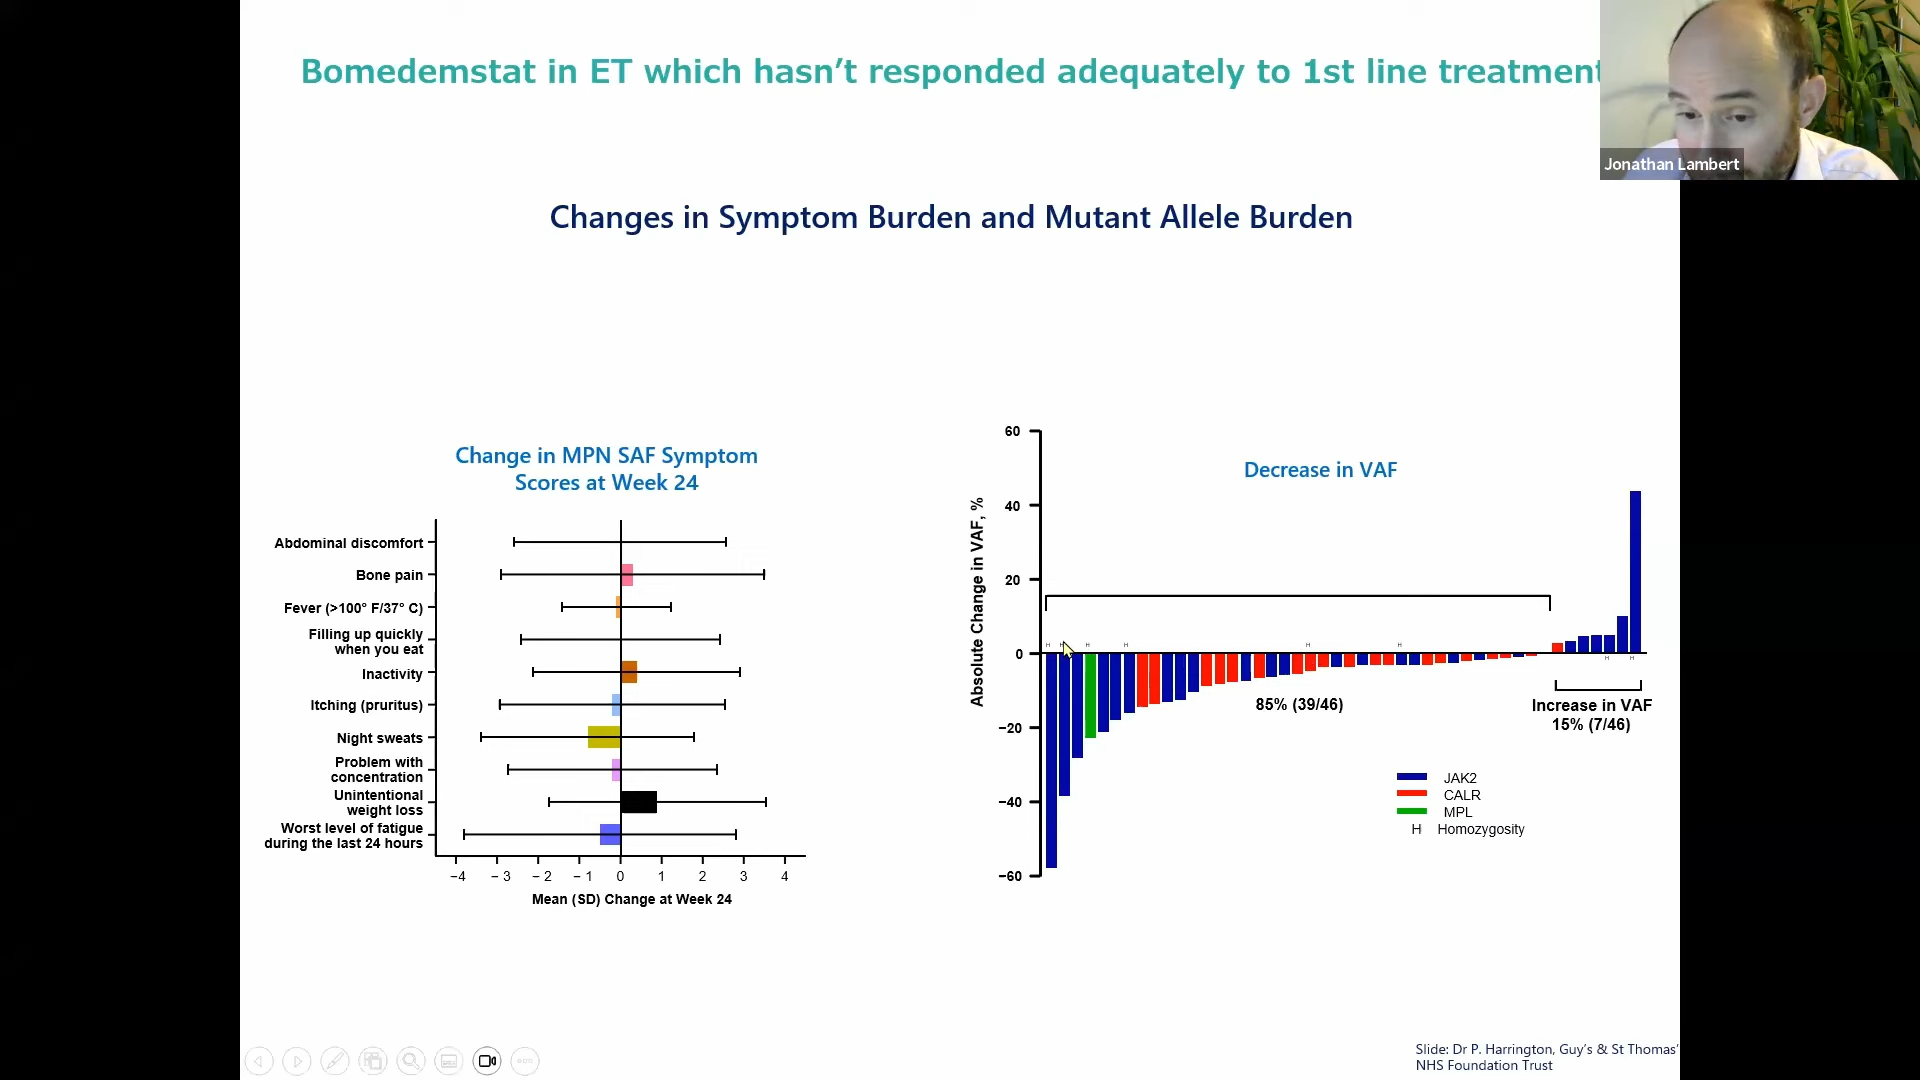 Bomedemstat in ET which hasn't responded adequately to 1st line treatment
Jonathan Lambert
Changes in Symptom Burden and Mutant Allele Burden
Change in MPN SAF Symptom
Scores at Week 24
Abdominal discomfort
Bone pain
Fever (>100° F/37° C)
Filling up quickly
when you eat
Inactivity
Itching (pruritus)
Night sweats
Problem with
concentration
Unintentional
weight loss
Worst level of fatigue
during the last 24 hours
−4 −3 −2 −1 0 1 2 3 4
Mean (SD) Change at Week 24
Decrease in VAF
Absolute Change in VAF, %
60
40
20
0
−20
−40
−60
H H H H H H
H H
85% (39/46)
Increase in VAF
15% (7/46)
JAK2
CALR
MPL
H Homozygosity
Slide: Dr P. Harrington, Guy's & St Thomas'
NHS Foundation Trust